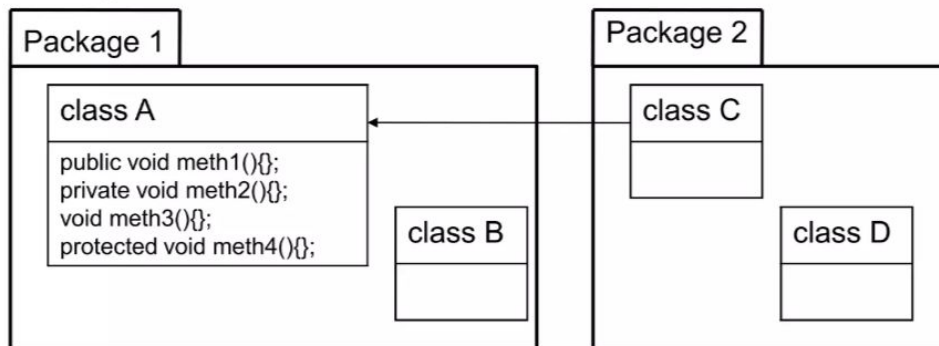 Package 1
class A
public void meth1(){};
private void meth2(){};
void meth3(){};
protected void meth4(){};
class B
Package 2
class C
class D